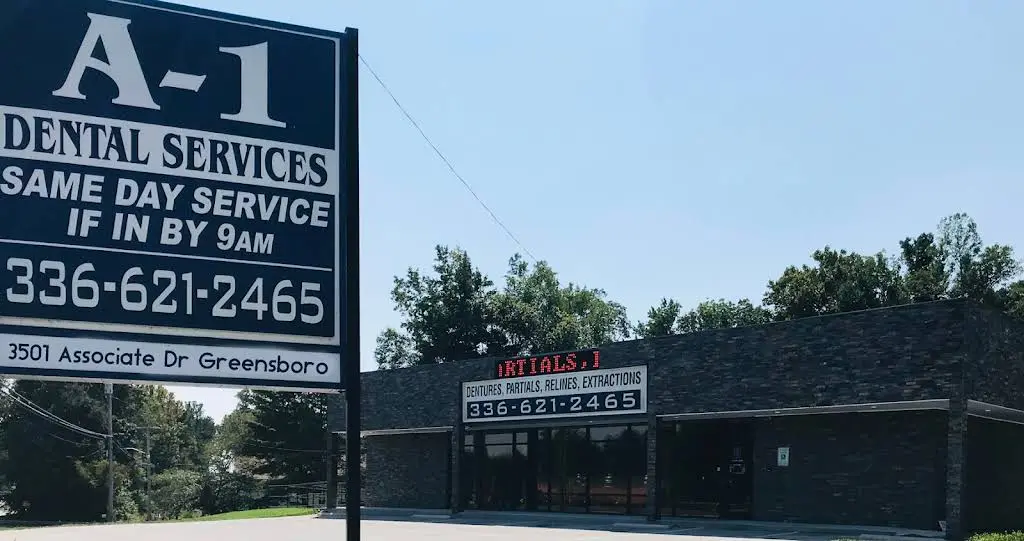 A-1
DENTAL SERVICES
SAME DAY SERVICE
IF IN BY 9AM
336-621-2465
3501 Associate Dr Greensboro
RTIALS,
DENTURES, PARTIALS, RELINES, EXTRACTIONS
336-621-2465